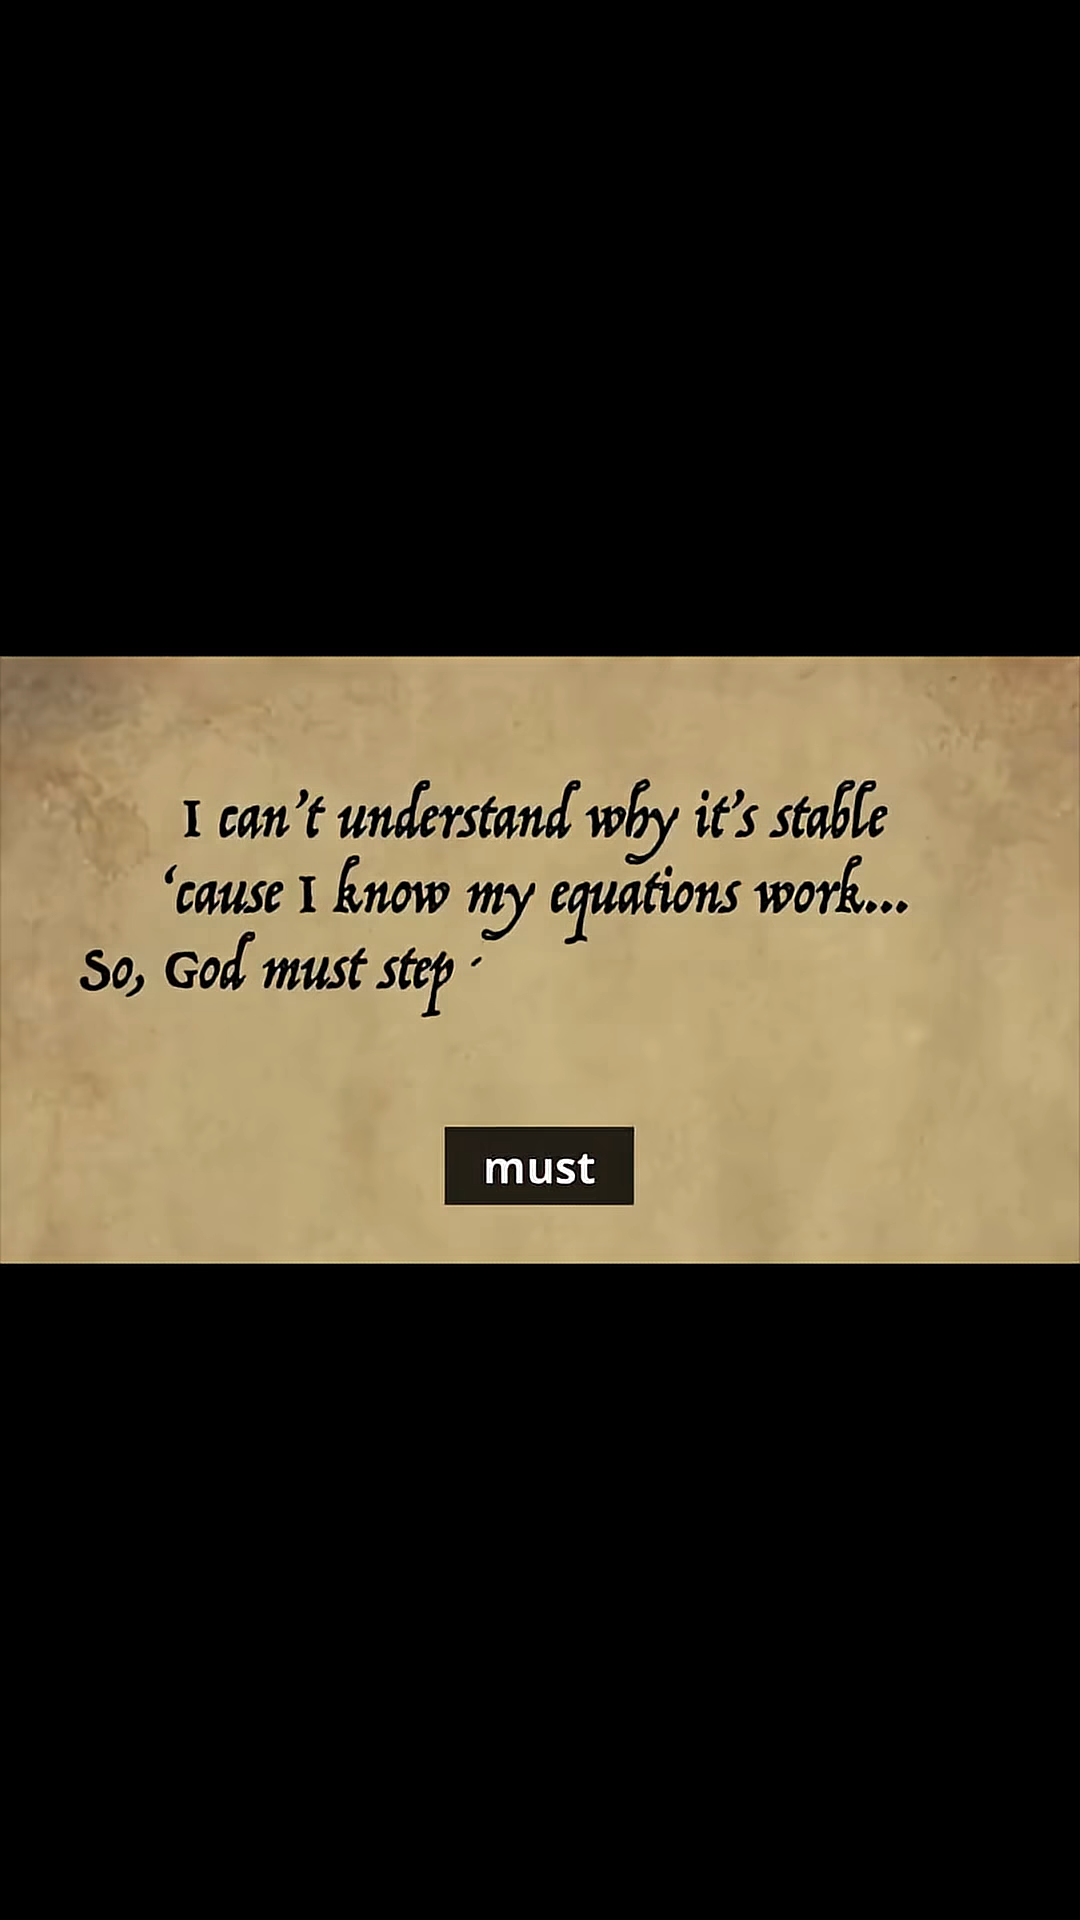 I can't understand why it's stable
‘cause I know my equations work...
So, God must step
must